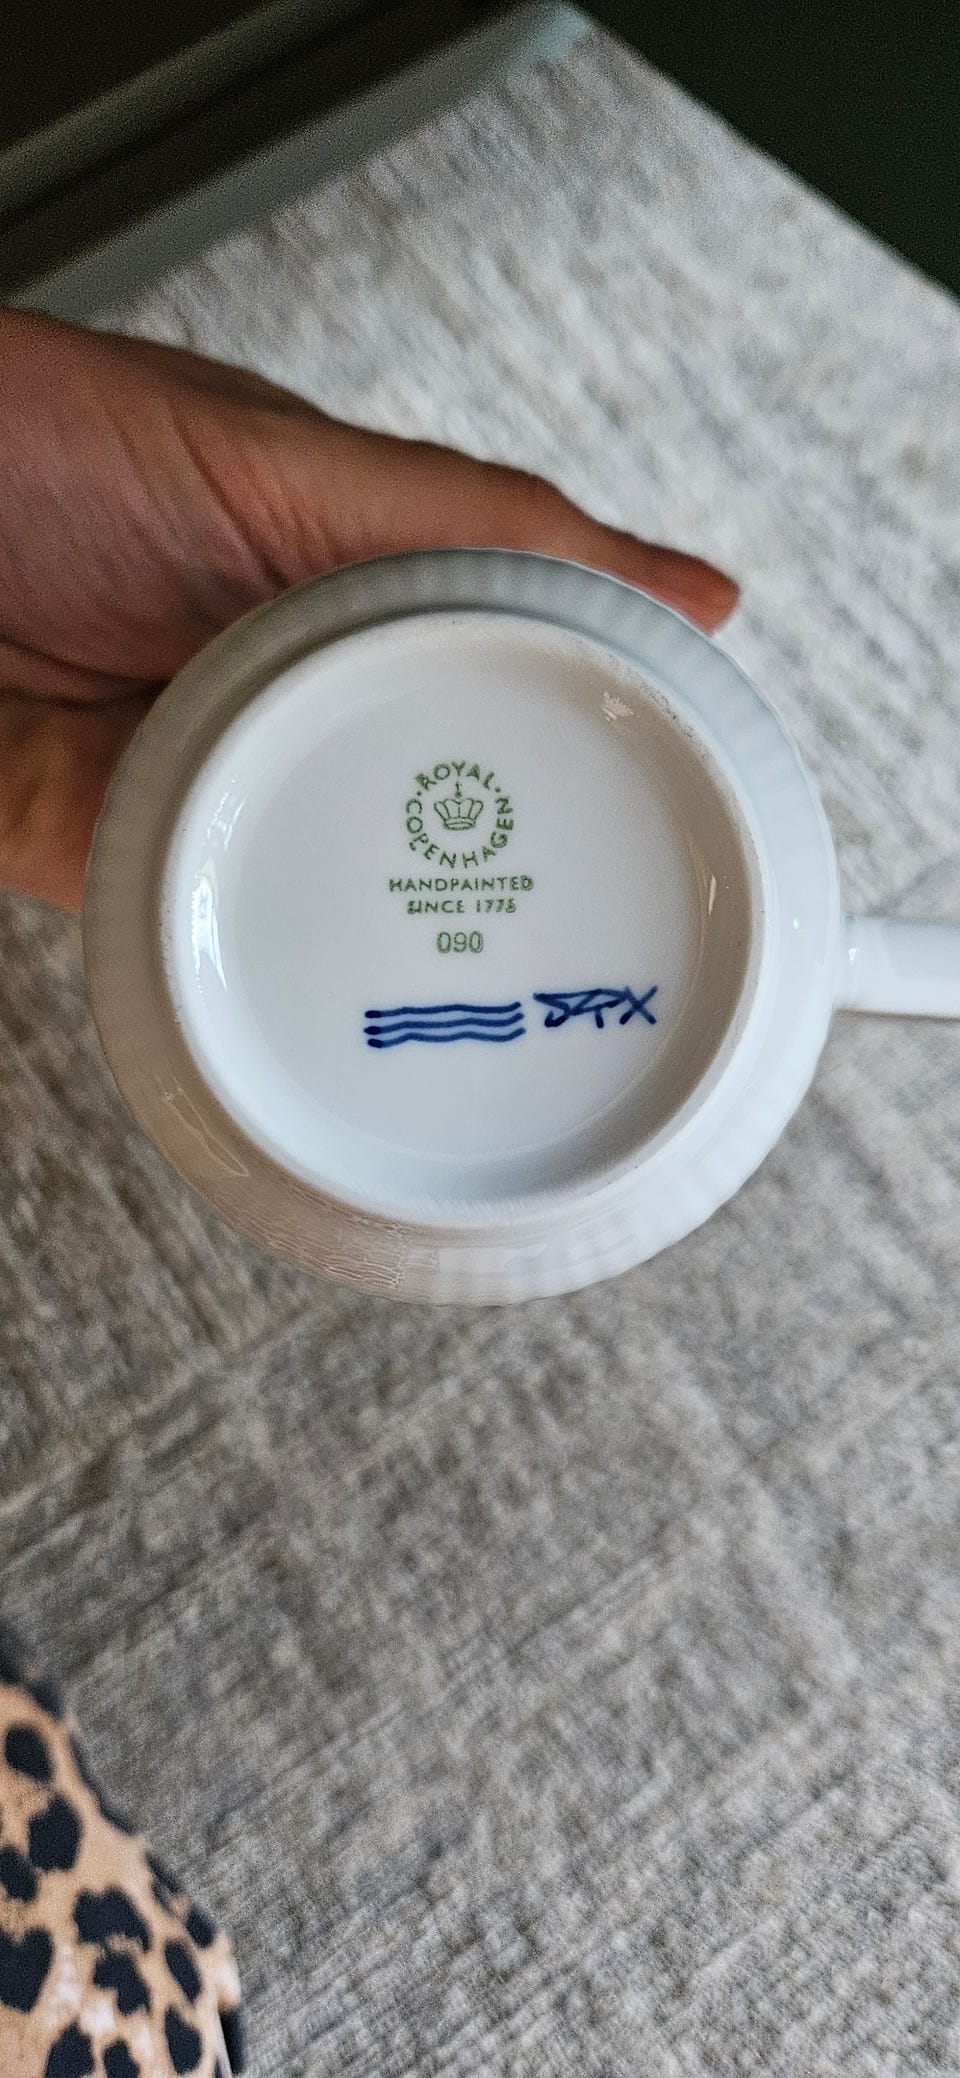 ROYAL
COPENHAGEN
HANDPAINTED
SINCE 1775
090